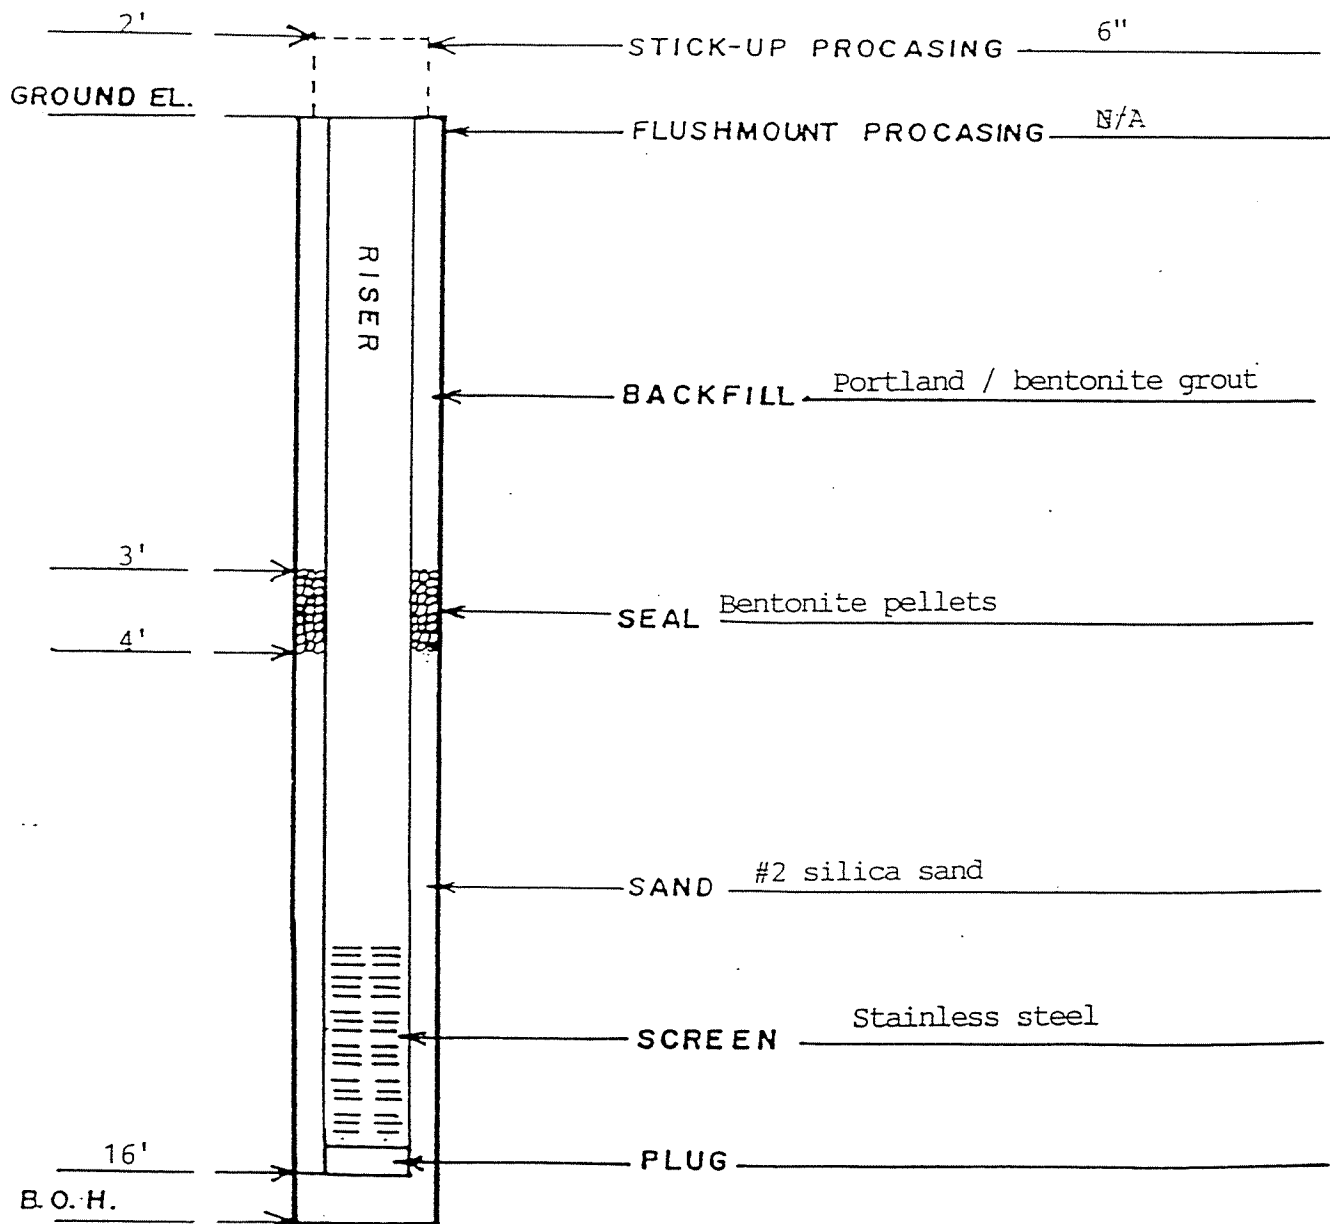 2'
STICK-UP PROCASING 6"
GROUND EL.
FLUSHMOUNT PROCASING N/A
RISER
BACKFILL Portland / bentonite grout
3'
SEAL Bentonite pellets
4'
SAND #2 silica sand
SCREEN Stainless steel
16'
PLUG
B.O.H.